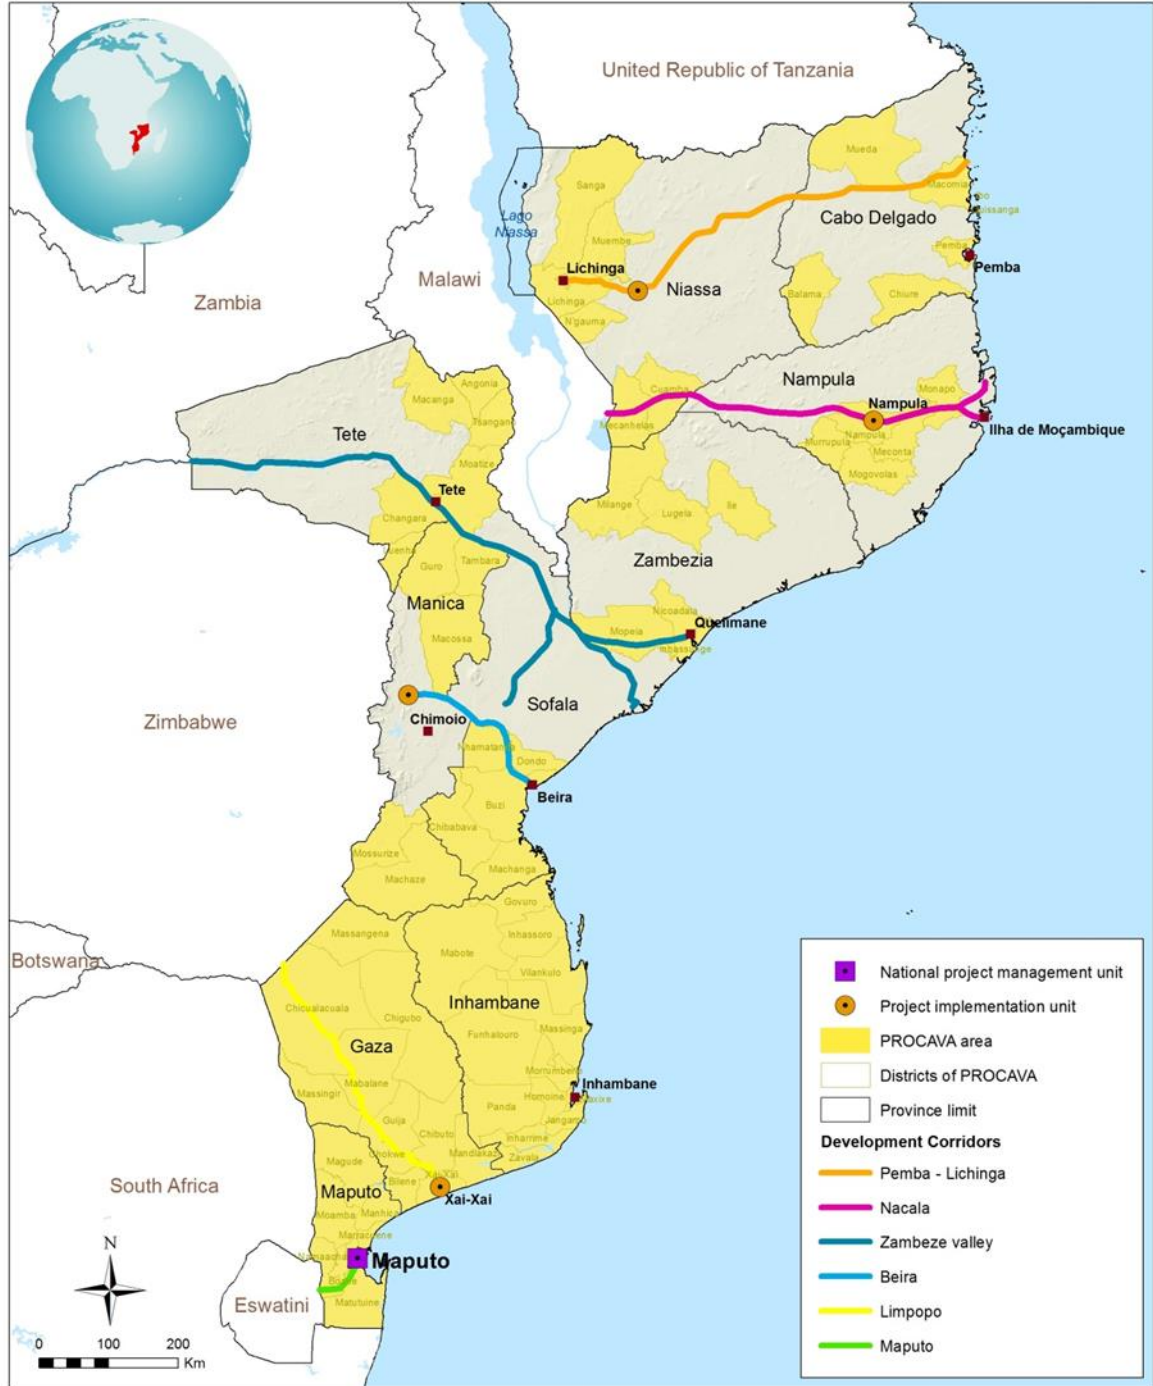 United Republic of Tanzania
Mueda
Sanga
Macomia
Lago
Niassa
Cabo Delgado
Muembe
Pemba
Lichinga
Pemba
Malawi
Niassa
Zambia
Lichinga
Balama
Chiure
N'gauma
Nampula
Angonia
Cuamba
Monapo
Macanga
Nampula
Tsangano
Mecanhelas
Ilha de Moçambique
Tete
Nampula
Murrupula
Meconta
Moatize
Mogovolas
Tete
Milange
Ile
Lugela
Changara
Zambezia
Tambara
Guro
Manica
Nicoadala
Quelimane
Mopeia
Macossa
Sofala
Zimbabwe
Chimoio
Nhamatanda
Dondo
Beira
Buzi
Chibabava
Mossurize
Machanga
Machaze
Govuro
Massangena
Inhassoro
Mabote
Botswana
Vilankulo
Inhambane
Chicualacuala
Chigubo
Massinga
Funhalouro
Gaza
Morrumbene
Mabalane
Inhambane
Massingir
Homoine
Panda
Guija
Jangamo
Chibuto
Inharrime
Chokwe
Mandlakazi
Zavala
Magude
Xai-Xai
Bilene
South Africa
Maputo
Xai-Xai
Moamba
Manhica
Marracuene
Namaacha
Maputo
Boane
Eswatini
Matutuine
N
0 100 200
Km
National project management unit
Project implementation unit
PROCAVA area
Districts of PROCAVA
Province limit
Development Corridors
Pemba - Lichinga
Nacala
Zambeze valley
Beira
Limpopo
Maputo